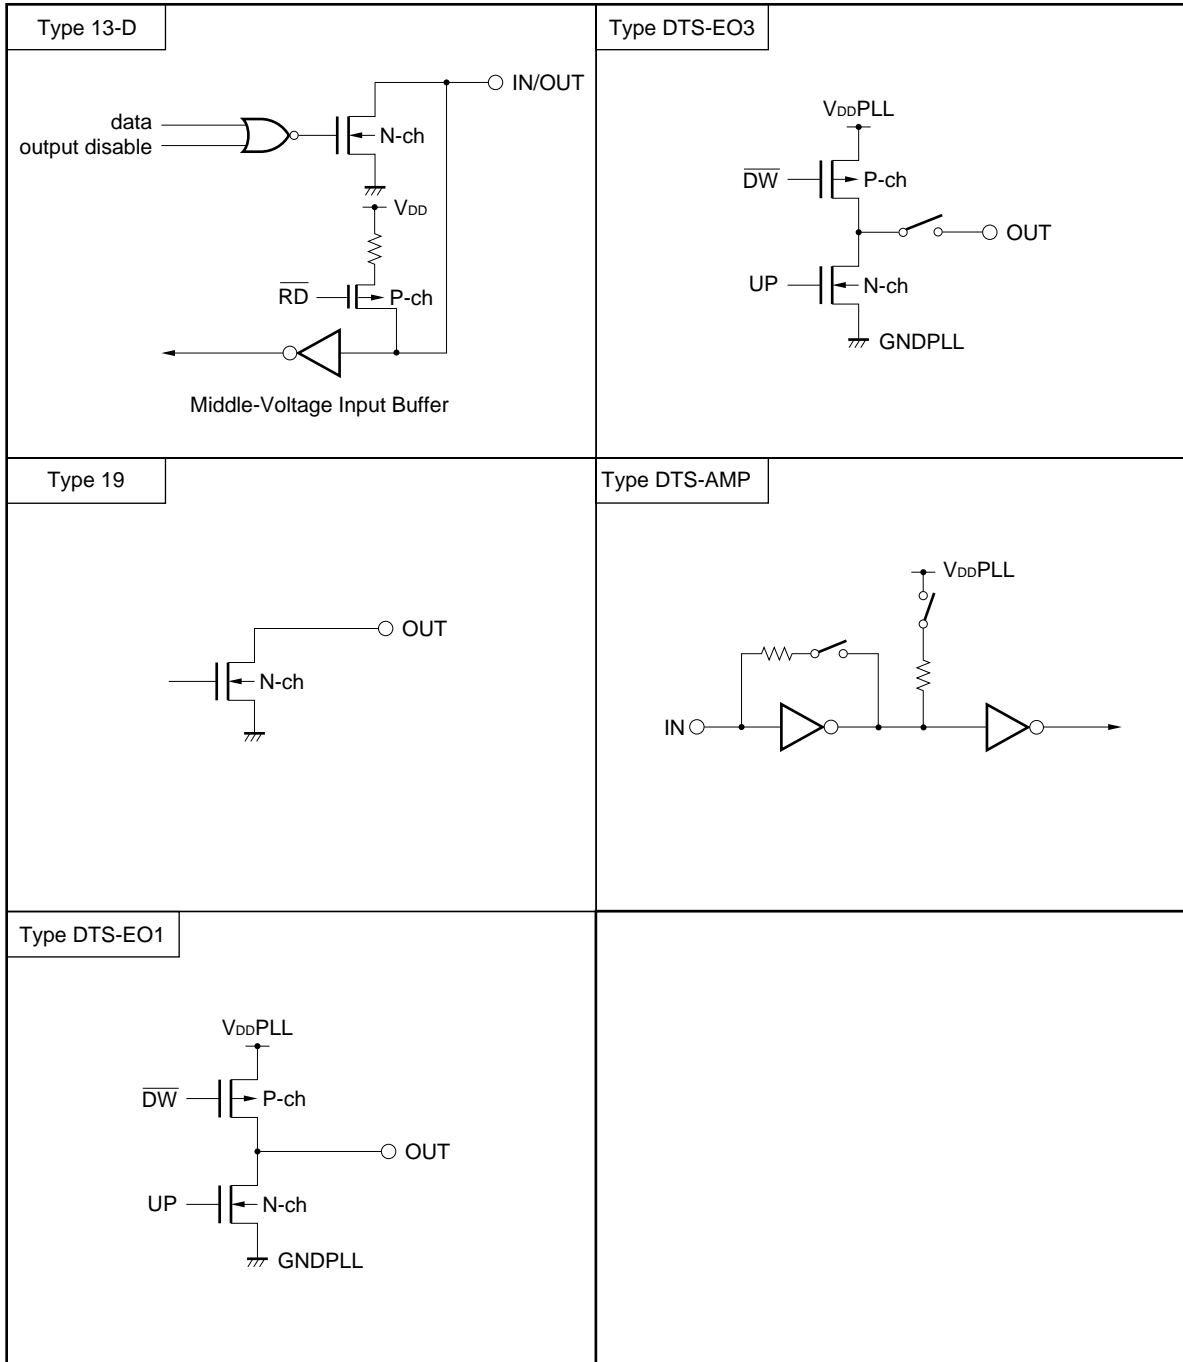 Type 13-D
IN/OUT
data
output disable
N-ch
VDD
RD
P-ch
Middle-Voltage Input Buffer
Type DTS-EO3
VDDPLL
DW
P-ch
OUT
UP
N-ch
GNDPLL
Type 19
OUT
N-ch
Type DTS-AMP
VDDPLL
IN
Type DTS-EO1
VDDPLL
DW
P-ch
OUT
UP
N-ch
GNDPLL